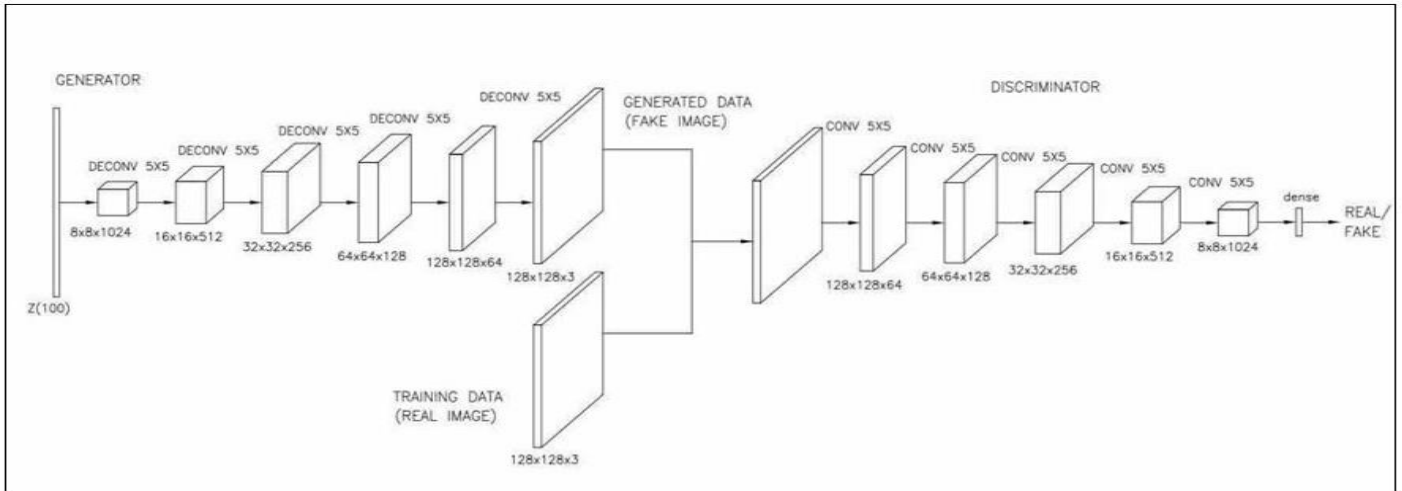 GENERATOR
Z(100)
8x8x1024
DECONV 5X5
16x16x512
DECONV 5X5
32x32x256
DECONV 5X5
64x64x128
DECONV 5X5
128x128x64
DECONV 5X5
128x128x3
GENERATED DATA
(FAKE IMAGE)
TRAINING DATA
(REAL IMAGE)
128x128x3
DISCRIMINATOR
CONV 5X5
128x128x64
CONV 5X5
64x64x128
CONV 5X5
32x32x256
CONV 5X5
16x16x512
CONV 5X5
8x8x1024
dense
REAL/
FAKE